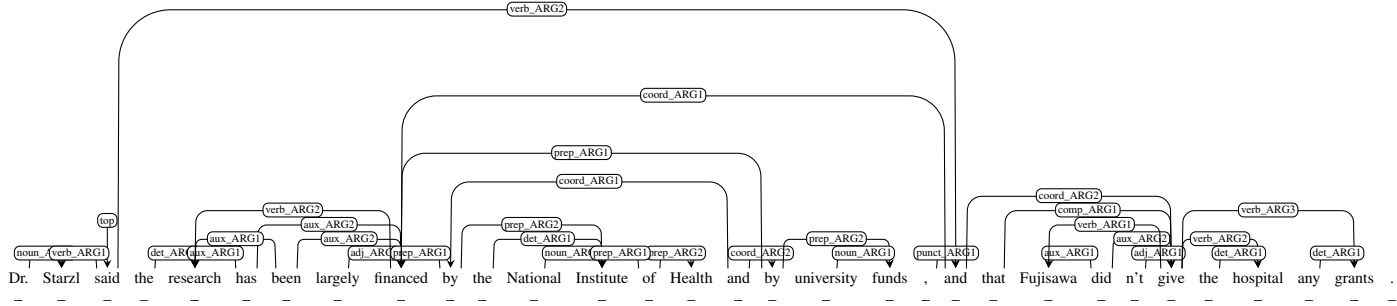 verb_ARG2
coord_ARG1
prep_ARG1
coord_ARG1
coord_ARG2
top verb_ARG2 comp_ARG1 verb_ARG3
aux_ARG2 prep_ARG2 verb_ARG1
aux_ARG1 aux_ARG2 det_ARG1 prep_ARG2 aux_ARG2 verb_ARG2
verb_ARG1 aux_ARG1 prep_ARG1 prep_ARG1 prep_ARG2 coord_ARG2 noun_ARG1 punct_ARG1 aux_ARG1 adj_ARG1 det_ARG1 det_ARG1
Dr. Starzl said the research has been largely financed by the National Institute of Health and by university funds , and that Fujisawa did n't give the hospital any grants .
_ _ _ _ _ _ _ _ _ _ _ _ _ _ _ _ _ _ _ _ _ _ _ _ _ _ _ _ _ _ _ _